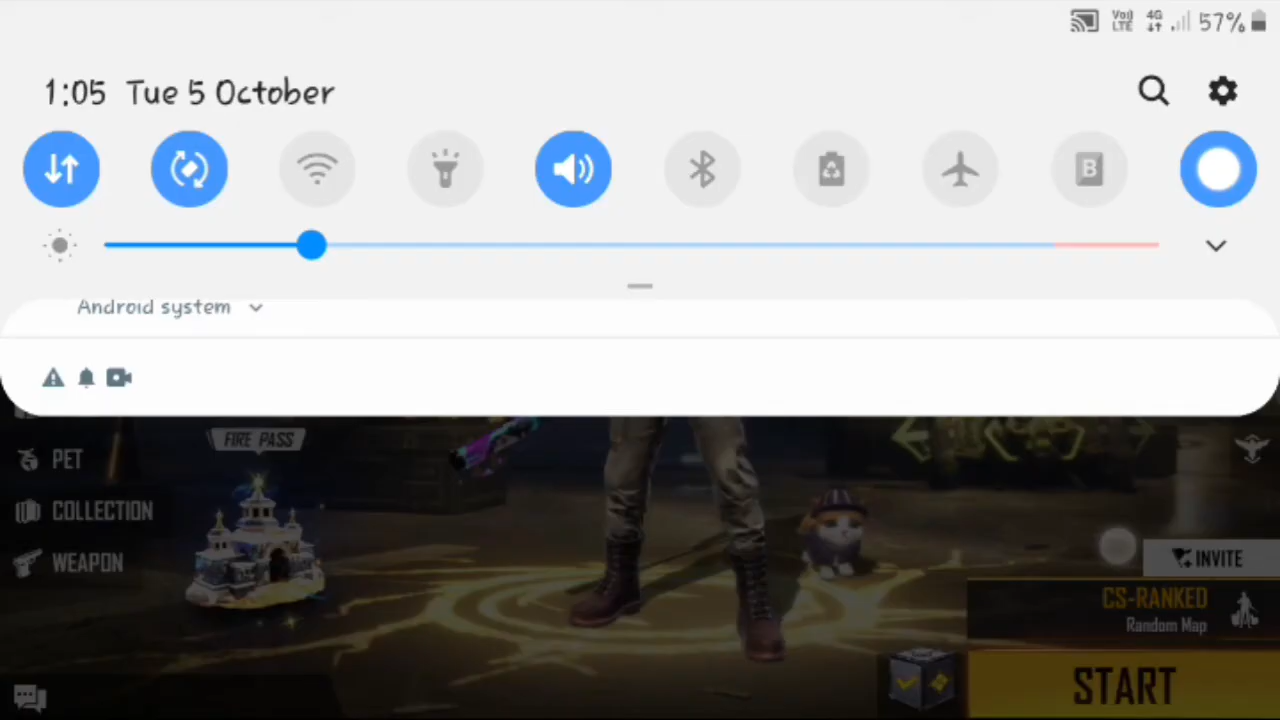 Vo)) 4G 57%
LTE
1:05 Tue 5 October
B
Android system
FIRE PASS
PET
COLLECTION
WEAPON
INVITE
CS-RANKED
Random Map
START